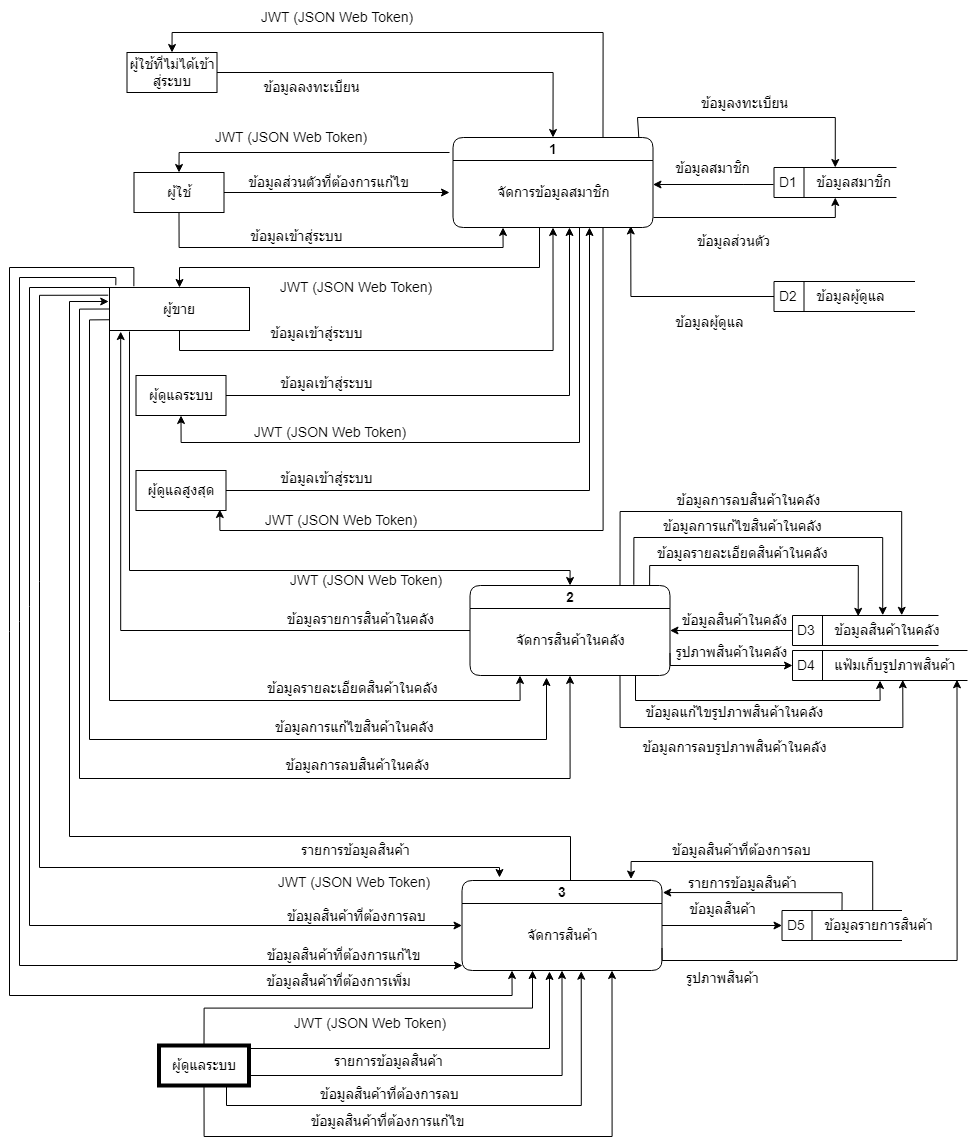 JWT (JSON Web Token)
ผู้ใช้ที่ไม่ได้เข้า
สู่ระบบ
ข้อมูลลงทะเบียน
ข้อมูลงทะเบียน
JWT (JSON Web Token)
1
จัดการข้อมูลสมาชิก
ผู้ใช้
ข้อมูลส่วนตัวที่ต้องการแก้ไข
ข้อมูลสมาชิก
D1
ข้อมูลสมาชิก
ข้อมูลเข้าสู่ระบบ
ข้อมูลส่วนตัว
JWT (JSON Web Token)
ผู้ขาย
D2
ข้อมูลผู้ดูแล
ข้อมูลผู้ดูแล
ข้อมูลเข้าสู่ระบบ
ผู้ดูแลระบบ
ข้อมูลเข้าสู่ระบบ
JWT (JSON Web Token)
ผู้ดูแลสูงสุด
ข้อมูลเข้าสู่ระบบ
JWT (JSON Web Token)
ข้อมูลการลบสินค้าในคลัง
ข้อมูลการแก้ไขสินค้าในคลัง
ข้อมูลรายละเอียดสินค้าในคลัง
JWT (JSON Web Token)
2
จัดการสินค้าในคลัง
ข้อมูลรายการสินค้าในคลัง
ข้อมูลสินค้าในคลัง
D3
ข้อมูลสินค้าในคลัง
รูปภาพสินค้าในคลัง
D4
แฟ้มเก็บรูปภาพสินค้า
ข้อมูลรายละเอียดสินค้าในคลัง
ข้อมูลแก้ไขรูปภาพสินค้าในคลัง
ข้อมูลการแก้ไขสินค้าในคลัง
ข้อมูลการลบรูปภาพสินค้าในคลัง
ข้อมูลการลบสินค้าในคลัง
รายการข้อมูลสินค้า
ข้อมูลสินค้าที่ต้องการลบ
JWT (JSON Web Token)
3
จัดการสินค้า
รายการข้อมูลสินค้า
ข้อมูลสินค้า
D5
ข้อมูลรายการสินค้า
ข้อมูลสินค้าที่ต้องการลบ
ข้อมูลสินค้าที่ต้องการแก้ไข
ข้อมูลสินค้าที่ต้องการเพิ่ม
รูปภาพสินค้า
JWT (JSON Web Token)
ผู้ดูแลระบบ
รายการข้อมูลสินค้า
ข้อมูลสินค้าที่ต้องการลบ
ข้อมูลสินค้าที่ต้องการแก้ไข